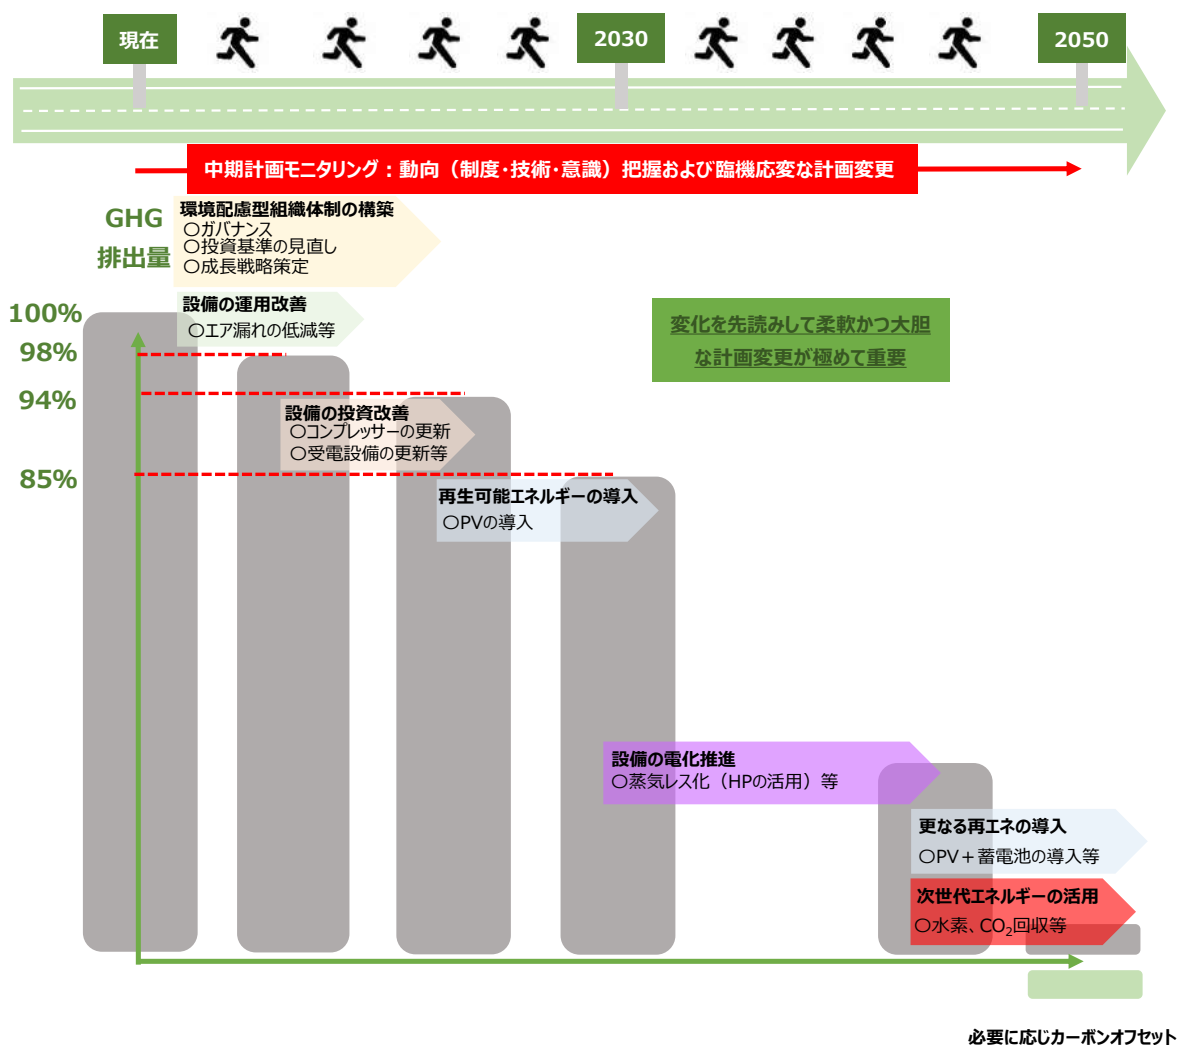 現在
2030
2050
中期計画モニタリング：動向（制度・技術・意識）把握および臨機応変な計画変更
GHG
排出量
環境配慮型組織体制の構築
〇ガバナンス
〇投資基準の見直し
〇成長戦略策定
100%
98%
94%
85%
設備の運用改善
〇エア漏れの低減等
変化を先読みして柔軟かつ大胆
な計画変更が極めて重要
設備の投資改善
〇コンプレッサーの更新
〇受電設備の更新等
再生可能エネルギーの導入
〇PVの導入
設備の電化推進
〇蒸気レス化（HPの活用）等
更なる再エネの導入
〇PV＋蓄電池の導入等
次世代エネルギーの活用
〇水素、CO₂回収等
必要に応じカーボンオフセット